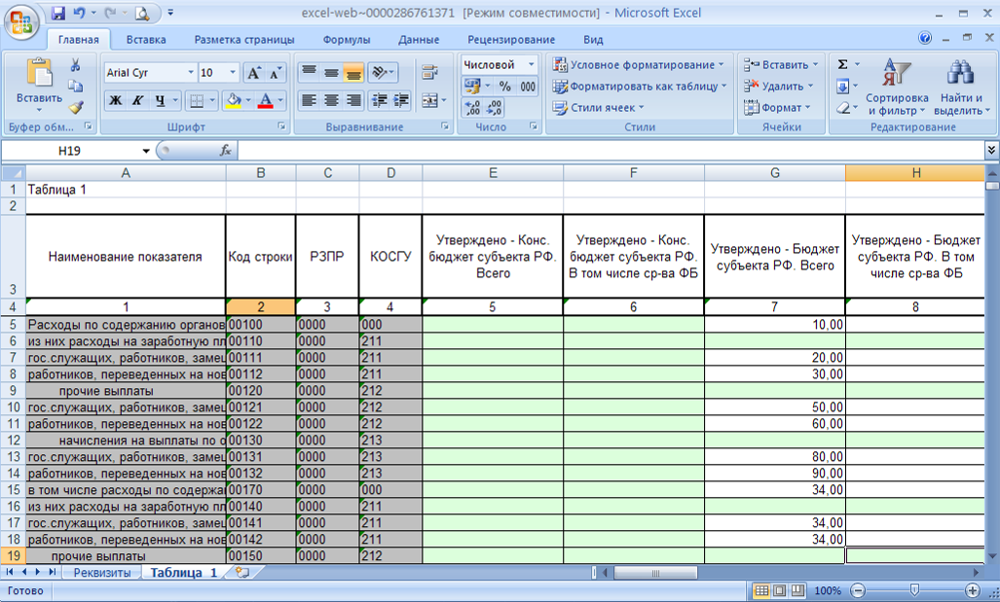 excel-web~0000286761371 [Режим совместимости] - Microsoft Excel
Главная Вставка Разметка страницы Формулы Данные Рецензирование Вид
Вставить
Буфер обм...
Arial Cyr 10
Ж К Ч
Шрифт
Выравнивание
Числовой
% 000
Число
Условное форматирование
Форматировать как таблицу
Стили ячеек
Стили
Вставить
Удалить
Формат
Ячейки
Σ
Сортировка и фильтр
Найти и выделить
Редактирование
H19 fx
A B C D E F G H
1 Таблица 1
2
3 Наименование показателя Код строки РЗПР КОСГУ Утверждено - Конс. бюджет субъекта РФ. Всего Утверждено - Конс. бюджет субъекта РФ. В том числе ср-ва ФБ Утверждено - Бюджет субъекта РФ. Всего Утверждено - Бюджет субъекта РФ. В том числе ср-ва ФБ
4 1 2 3 4 5 6 7 8
5 Расходы по содержанию органов 00100 0000 000 10,00
6 из них расходы на заработную пл 00110 0000 211
7 гос.служащих, работников, замец 00111 0000 211 20,00
8 работников, переведенных на нов 00112 0000 211 30,00
9 прочие выплаты 00120 0000 212
10 гос.служащих, работников, замец 00121 0000 212 50,00
11 работников, переведенных на нов 00122 0000 212 60,00
12 начисления на выплаты по о 00130 0000 213
13 гос.служащих, работников, замец 00131 0000 213 80,00
14 работников, переведенных на нов 00132 0000 213 90,00
15 в том числе расходы по содержа 00170 0000 000 34,00
16 из них расходы на заработную пл 00140 0000 211
17 гос.служащих, работников, замец 00141 0000 211 34,00
18 работников, переведенных на нов 00142 0000 211 34,00
19 прочие выплаты 00150 0000 212
Реквизиты Таблица 1
Готово 100%